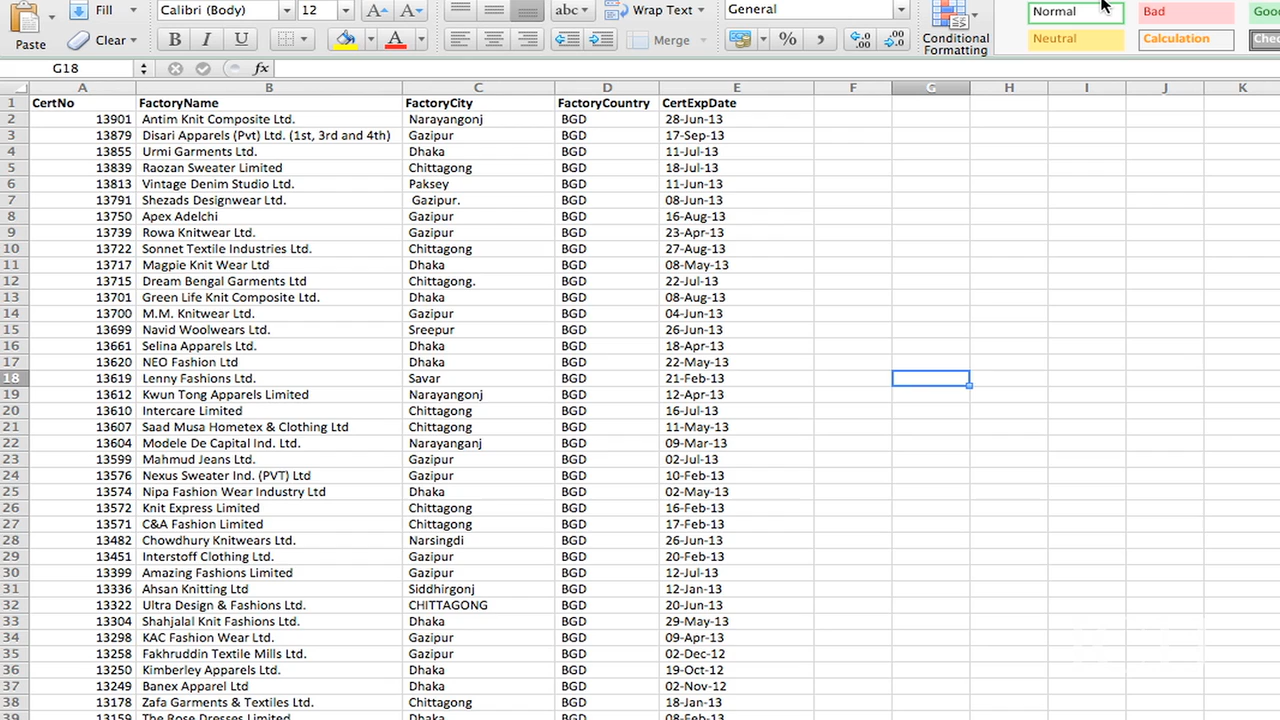 Fill Calibri (Body) 12 abc Wrap Text General Normal Bad Good
Paste Clear B I U A Merge % , Conditional Formatting Neutral Calculation
G18 fx
A B C D E F G H I J K
1 CertNo FactoryName FactoryCity FactoryCountry CertExpDate
2 13901 Antim Knit Composite Ltd. Narayangonj BGD 28-Jun-13
3 13879 Disari Apparels (Pvt) Ltd. (1st, 3rd and 4th) Gazipur BGD 17-Sep-13
4 13855 Urmi Garments Ltd. Dhaka BGD 11-Jul-13
5 13839 Raozan Sweater Limited Chittagong BGD 18-Jul-13
6 13813 Vintage Denim Studio Ltd. Paksey BGD 11-Jun-13
7 13791 Shezads Designwear Ltd. Gazipur. BGD 08-Jun-13
8 13750 Apex Adelchi Gazipur BGD 16-Aug-13
9 13739 Rowa Knitwear Ltd. Gazipur BGD 23-Apr-13
10 13722 Sonnet Textile Industries Ltd. Chittagong BGD 27-Aug-13
11 13717 Magpie Knit Wear Ltd Dhaka BGD 08-May-13
12 13715 Dream Bengal Garments Ltd Chittagong. BGD 22-Jul-13
13 13701 Green Life Knit Composite Ltd. Dhaka BGD 08-Aug-13
14 13700 M.M. Knitwear Ltd. Gazipur BGD 04-Jun-13
15 13699 Navid Woolwears Ltd. Sreepur BGD 26-Jun-13
16 13661 Selina Apparels Ltd. Dhaka BGD 18-Apr-13
17 13620 NEO Fashion Ltd Dhaka BGD 22-May-13
18 13619 Lenny Fashions Ltd. Savar BGD 21-Feb-13
19 13612 Kwun Tong Apparels Limited Narayangonj BGD 12-Apr-13
20 13610 Intercare Limited Chittagong BGD 16-Jul-13
21 13607 Saad Musa Hometex & Clothing Ltd Chittagong BGD 11-May-13
22 13604 Modele De Capital Ind. Ltd. Narayanganj BGD 09-Mar-13
23 13599 Mahmud Jeans Ltd. Gazipur BGD 02-Jul-13
24 13576 Nexus Sweater Ind. (PVT) Ltd Gazipur BGD 10-Feb-13
25 13574 Nipa Fashion Wear Industry Ltd Dhaka BGD 02-May-13
26 13572 Knit Express Limited Chittagong BGD 16-Feb-13
27 13571 C&A Fashion Limited Chittagong BGD 17-Feb-13
28 13482 Chowdhury Knitwears Ltd. Narsingdi BGD 26-Jun-13
29 13451 Interstoff Clothing Ltd. Gazipur BGD 20-Feb-13
30 13399 Amazing Fashions Limited Gazipur BGD 12-Jul-13
31 13336 Ahsan Knitting Ltd Siddhirgonj BGD 12-Jan-13
32 13322 Ultra Design & Fashions Ltd. CHITTAGONG BGD 20-Jun-13
33 13304 Shahjalal Knit Fashions Ltd. Dhaka BGD 29-May-13
34 13298 KAC Fashion Wear Ltd. Gazipur BGD 09-Apr-13
35 13258 Fakhruddin Textile Mills Ltd. Gazipur BGD 02-Dec-12
36 13250 Kimberley Apparels Ltd. Dhaka BGD 19-Oct-12
37 13249 Banex Apparel Ltd Dhaka BGD 02-Nov-12
38 13178 Zafa Garments & Textiles Ltd. Chittagong BGD 18-Jan-13
39 13159 The Rose Dresses Limited Dhaka BGD 08-Feb-13